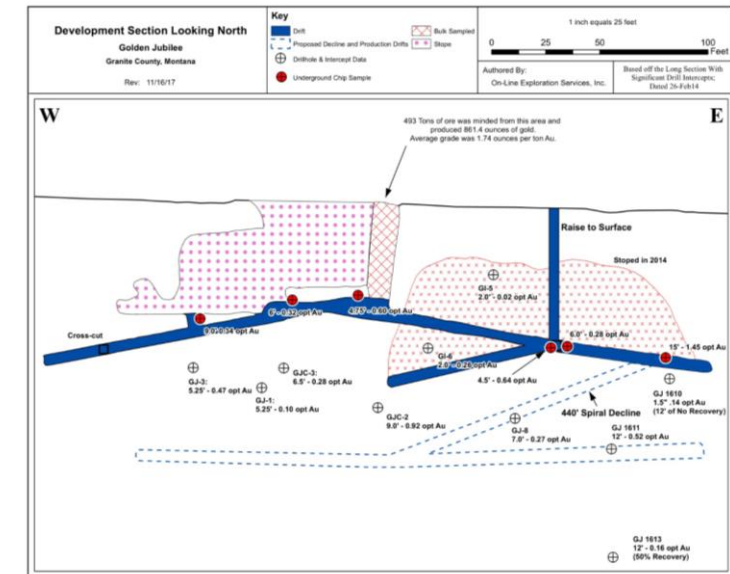 Development Section Looking North
Golden Jubilee
Granite County, Montana
Rev: 11/16/17
Key
Drift
Bulk Sampled
Proposed Decline and Production Drifts
Slope
Drillhole & Intercept Data
Underground Chip Sample
1 inch equals 25 feet
0 25 50 100
Feet
Authored By:
On-Line Exploration Services, Inc.
Based off the Long Section With
Significant Drill Intercepts;
Dated 26-Feb14
W
E
493 Tons of ore was minded from this area and
produced 861.4 ounces of gold.
Average grade was 1.74 ounces per ton Au.
Raise to Surface
Stoped in 2014
GI-5
2.0' - 0.02 opt Au
6' - 0.32 opt Au
4.75' - 0.60 opt Au
9.0' 0.34 opt Au
6.0' - 0.28 opt Au
Cross-cut
15' - 1.45 opt Au
GI-6
2.0' - 0.26 opt Au
4.5' - 0.64 opt Au
GJ-3:
5.25' - 0.47 opt Au
GJC-3:
6.5' - 0.28 opt Au
GJ-1:
5.25' - 0.10 opt Au
GJC-2
9.0' - 0.92 opt Au
GJ 1610
1.5" .14 opt Au
(12' of No Recovery)
440' Spiral Decline
GJ-8
7.0' - 0.27 opt Au
GJ 1611
12' - 0.52 opt Au
GJ 1613
12' - 0.16 opt Au
(50% Recovery)